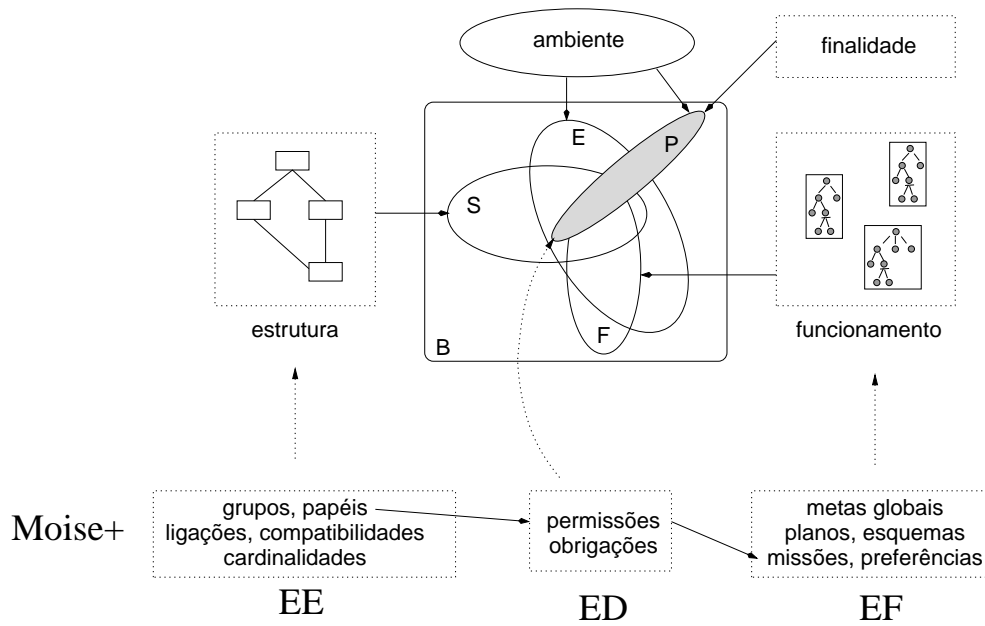 ambiente
finalidade
E
P
S
F
B
estrutura
funcionamento
Moise+
grupos, papéis
ligações, compatibilidades
cardinalidades
permissões
obrigações
metas globais
planos, esquemas
missões, preferências
EE
ED
EF